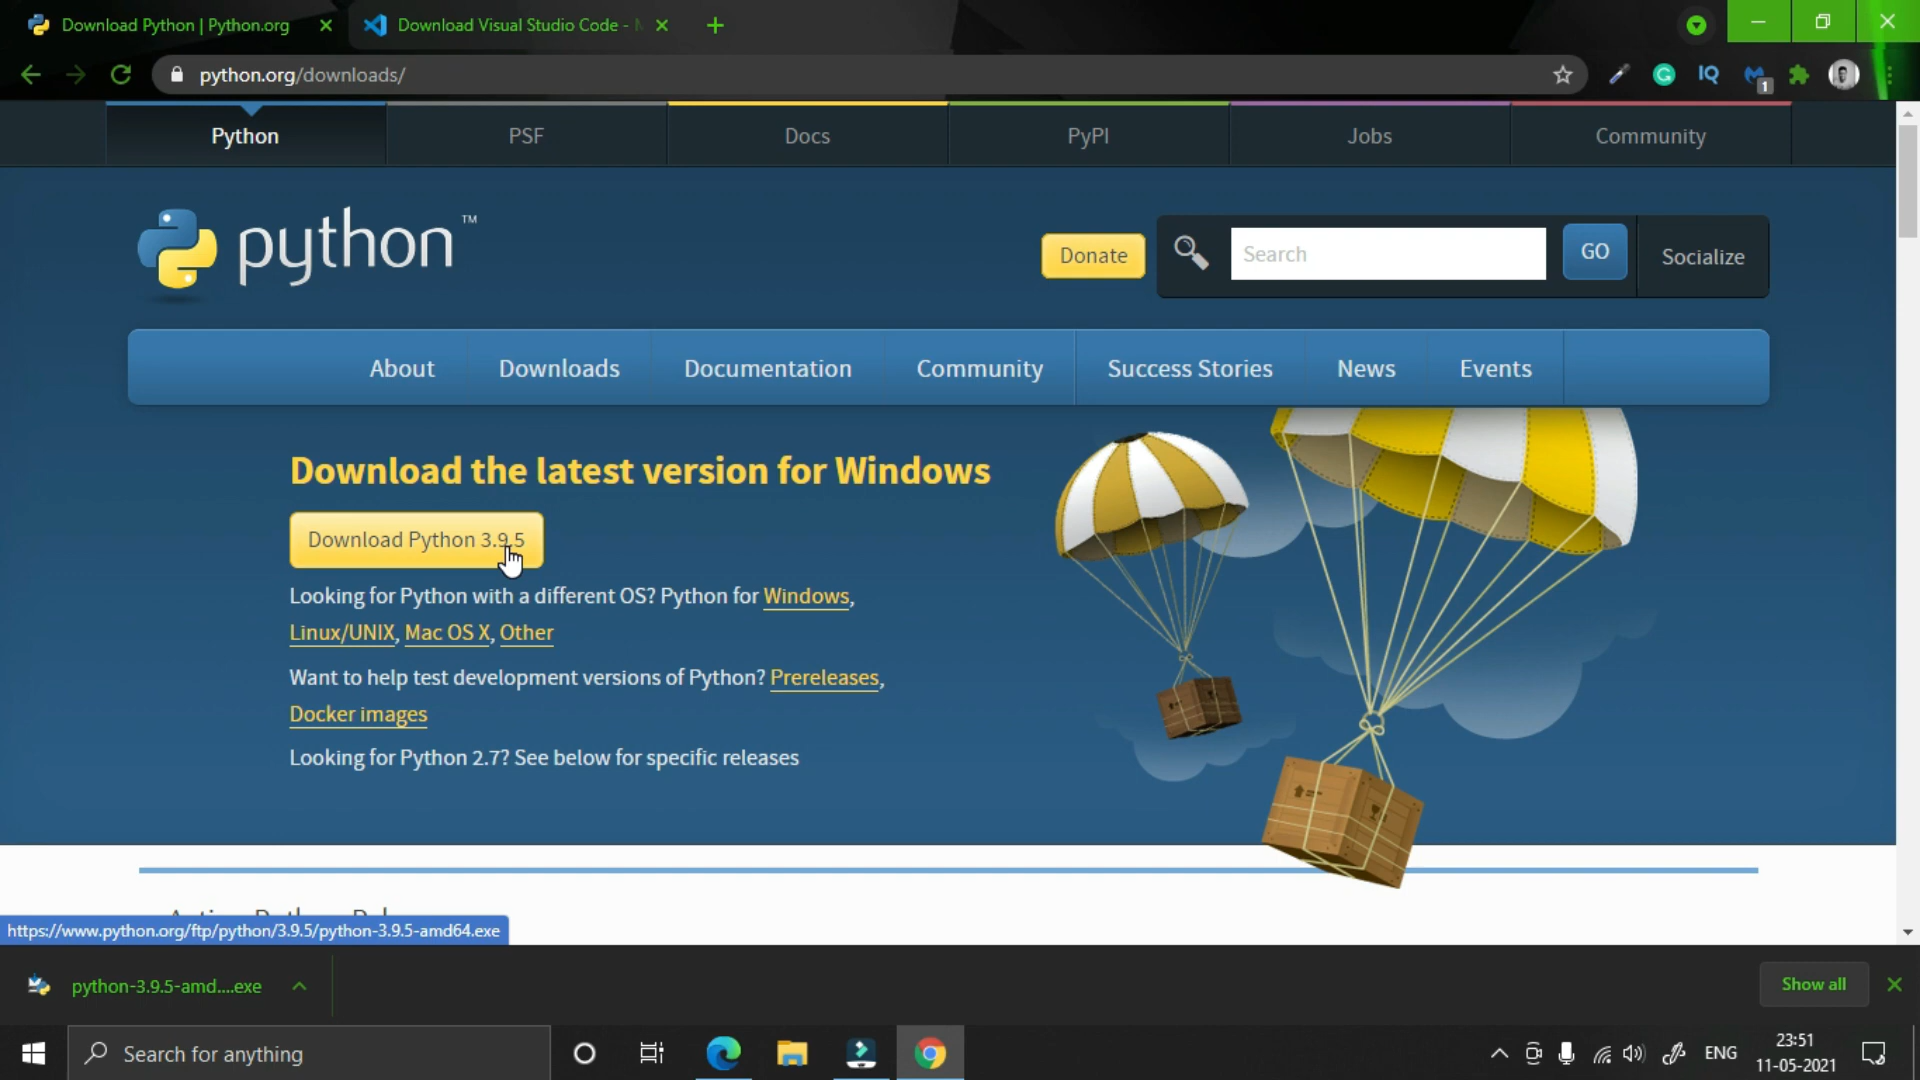 Download Python | Python.org
Download Visual Studio Code -
python.org/downloads/
IQ
1
Python
PSF
Docs
PyPI
Jobs
Community
python™
Donate
Search
GO
Socialize
About
Downloads
Documentation
Community
Success Stories
News
Events
Download the latest version for Windows
Download Python 3.9.5
Looking for Python with a different OS? Python for Windows,
Linux/UNIX, Mac OS X, Other
Want to help test development versions of Python? Prereleases,
Docker images
Looking for Python 2.7? See below for specific releases
https://www.python.org/ftp/python/3.9.5/python-3.9.5-amd64.exe
python-3.9.5-amd....exe
Show all
Search for anything
ENG
23:51
11-05-2021